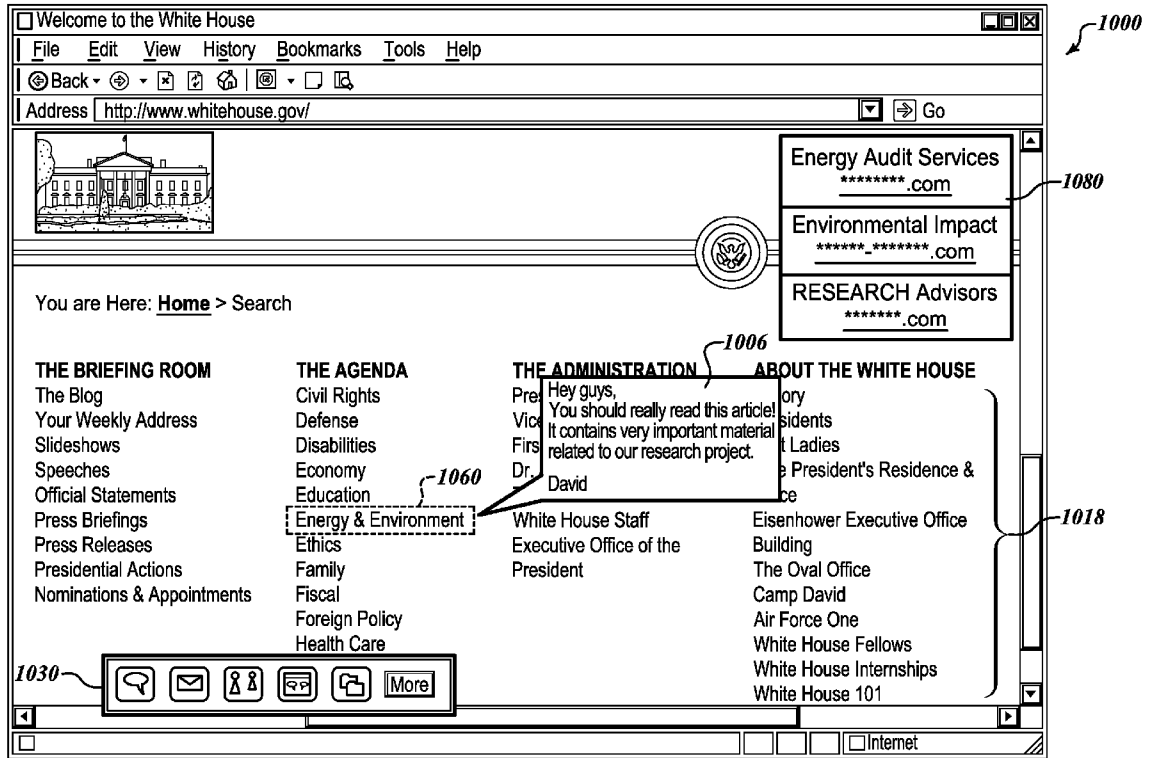 Welcome to the White House
1000
File Edit View History Bookmarks Tools Help
Back
Address http://www.whitehouse.gov/ Go
Energy Audit Services
********.com
1080
Environmental Impact
******-*******.com
RESEARCH Advisors
*******.com
You are Here: Home > Search
1006
THE BRIEFING ROOM
The Blog
Your Weekly Address
Slideshows
Speeches
Official Statements
Press Briefings
Press Releases
Presidential Actions
Nominations & Appointments
THE AGENDA
Civil Rights
Defense
Disabilities
Economy
Education
1060
Energy & Environment
Ethics
Family
Fiscal
Foreign Policy
Health Care
THE ADMINISTRATION
Hey guys,
You should really read this article!
It contains very important material
related to our research project.
David
Dr.
White House Staff
Executive Office of the
President
ABOUT THE WHITE HOUSE
Ladies
President's Residence &
Eisenhower Executive Office
Building
The Oval Office
Camp David
Air Force One
White House Fellows
White House Internships
White House 101
1018
1030
More
Internet